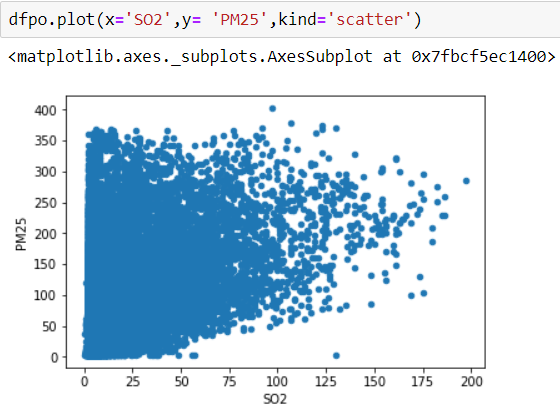 dfpo.plot(x='SO2',y= 'PM25',kind='scatter')
<matplotlib.axes._subplots.AxesSubplot at 0x7fbcf5ec1400>
400
350
300
250
200
150
100
50
0
PM25
0 25 50 75 100 125 150 175 200
SO2